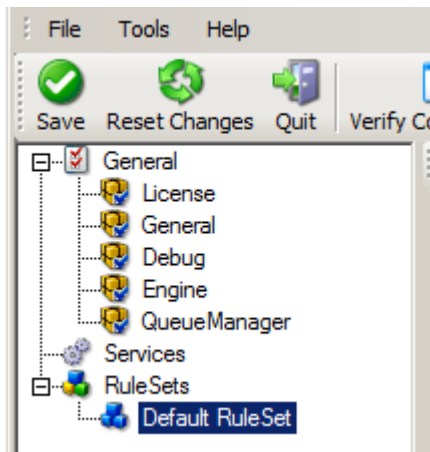 File Tools Help
Save Reset Changes Quit Verify Co
General
License
General
Debug
Engine
QueueManager
Services
RuleSets
Default RuleSet